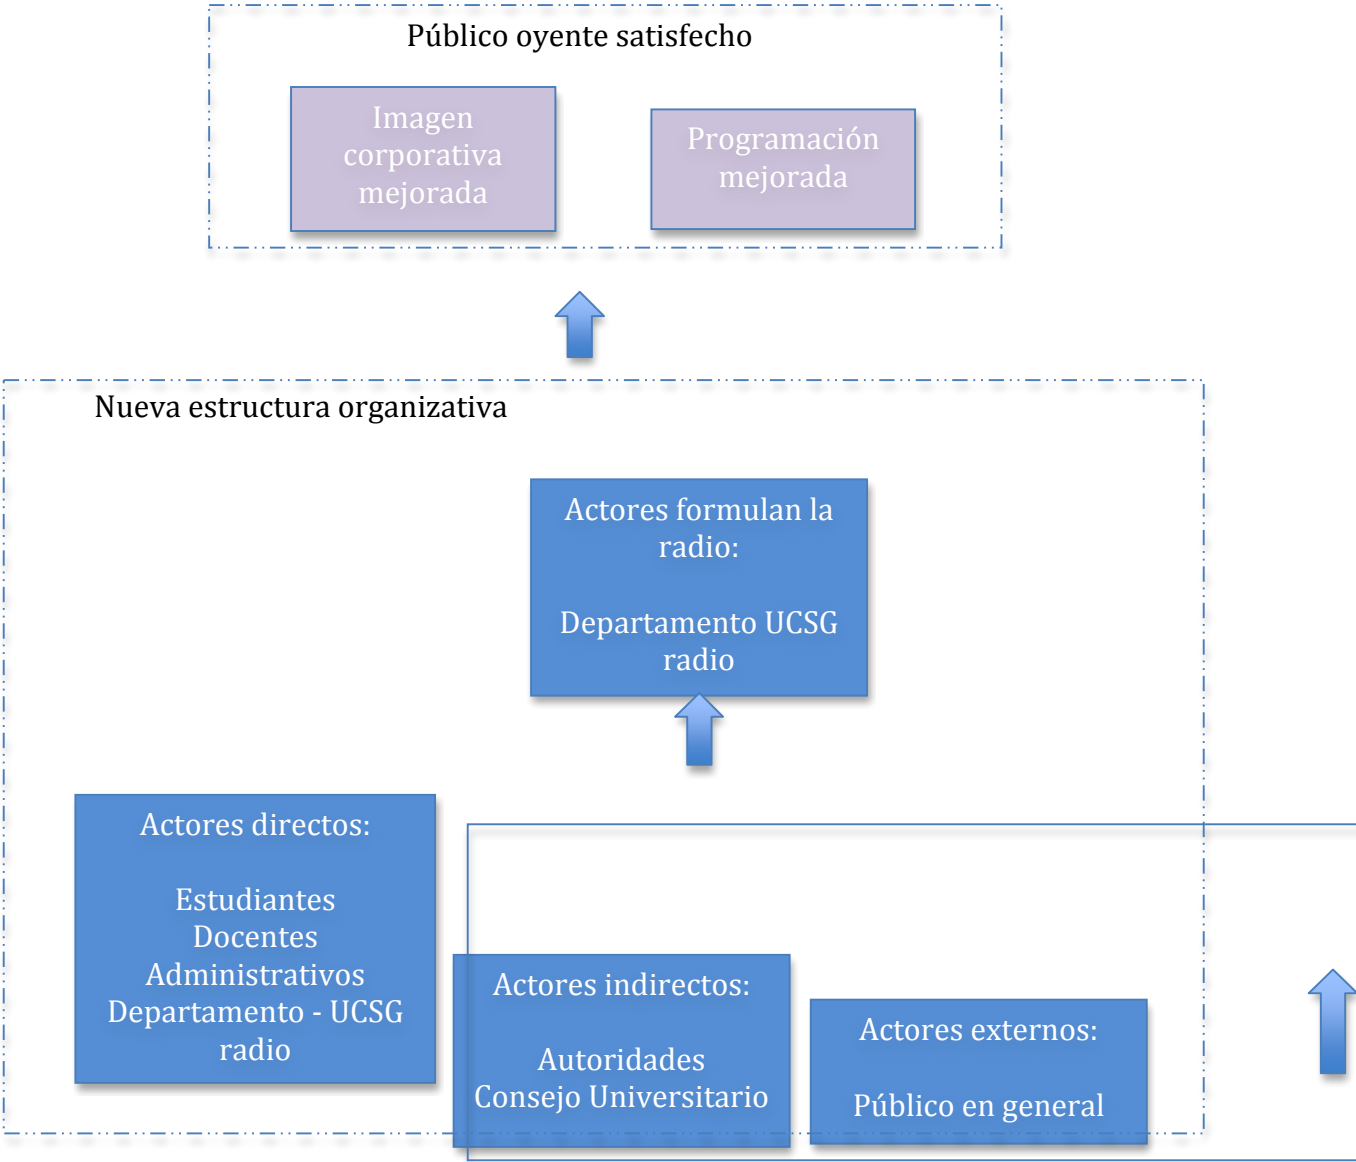 Público oyente satisfecho
Imagen
corporativa
mejorada
Programación
mejorada
Nueva estructura organizativa
Actores formulan la
radio:
Departamento UCSG
radio
Actores directos:
Estudiantes
Docentes
Administrativos
Departamento - UCSG
radio
Actores indirectos:
Autoridades
Consejo Universitario
Actores externos:
Público en general